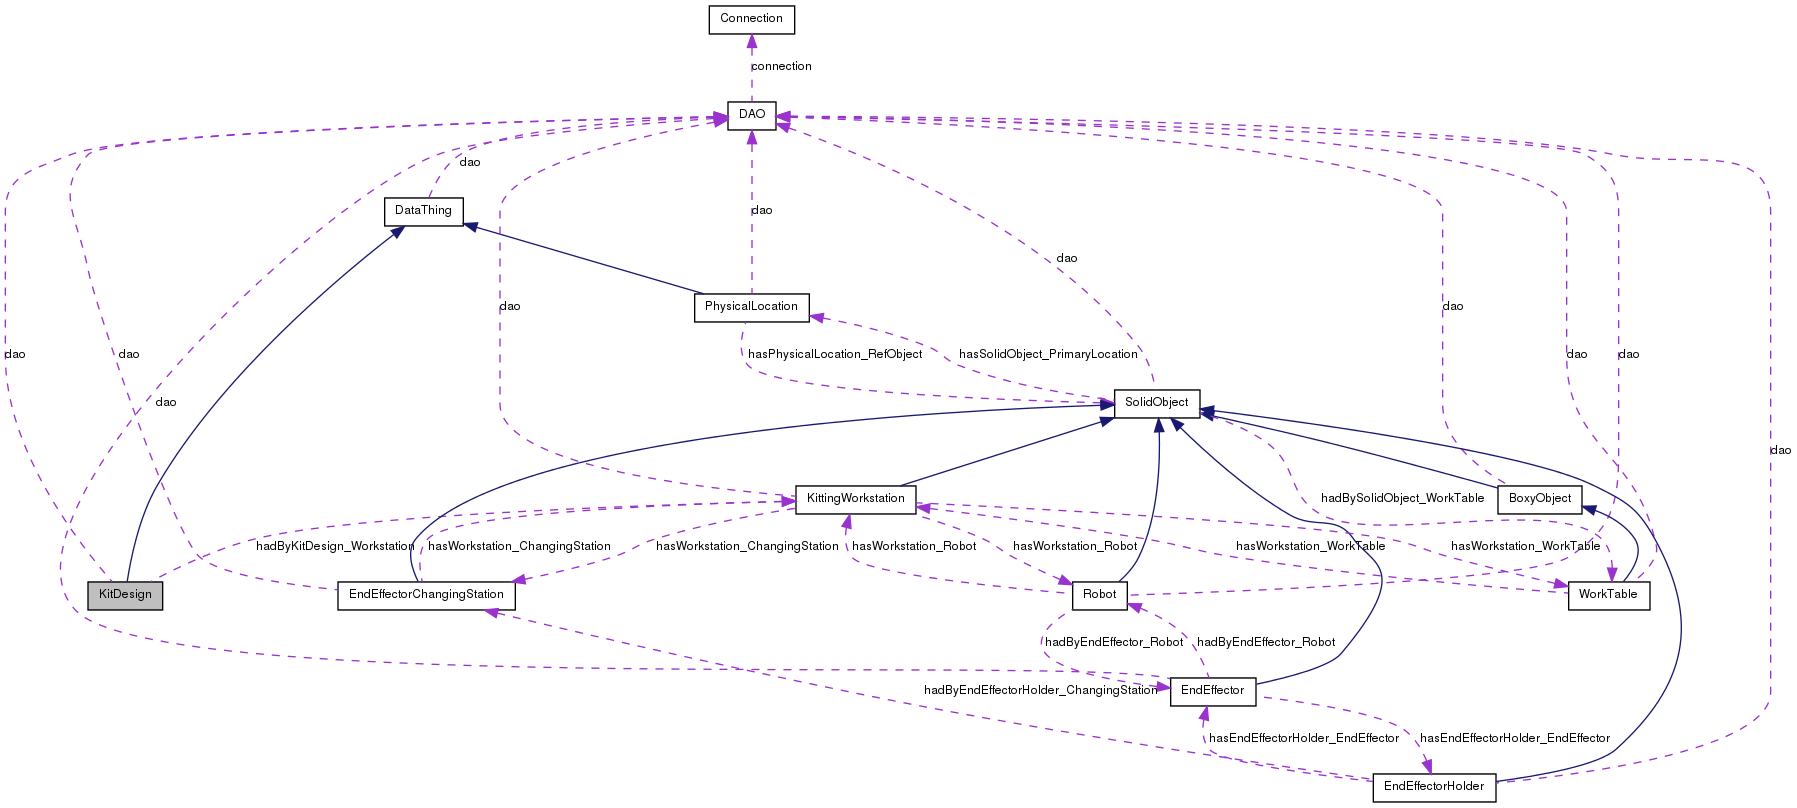 Connection
connection
DAO
dao
DataThing
dao
dao
PhysicalLocation
dao
dao
dao
dao
hasPhysicalLocation_RefObject
hasSolidObject_PrimaryLocation
dao
dao
dao
SolidObject
KittingWorkstation
hadBySolidObject_WorkTable
BoxyObject
dao
hadByKitDesign_Workstation
hasWorkstation_ChangingStation
hasWorkstation_ChangingStation
hasWorkstation_Robot
hasWorkstation_Robot
hasWorkstation_WorkTable
hasWorkstation_WorkTable
KitDesign
EndEffectorChangingStation
Robot
WorkTable
hadByEndEffector_Robot
hadByEndEffector_Robot
hadByEndEffectorHolder_ChangingStation
EndEffector
hasEndEffectorHolder_EndEffector
hasEndEffectorHolder_EndEffector
EndEffectorHolder